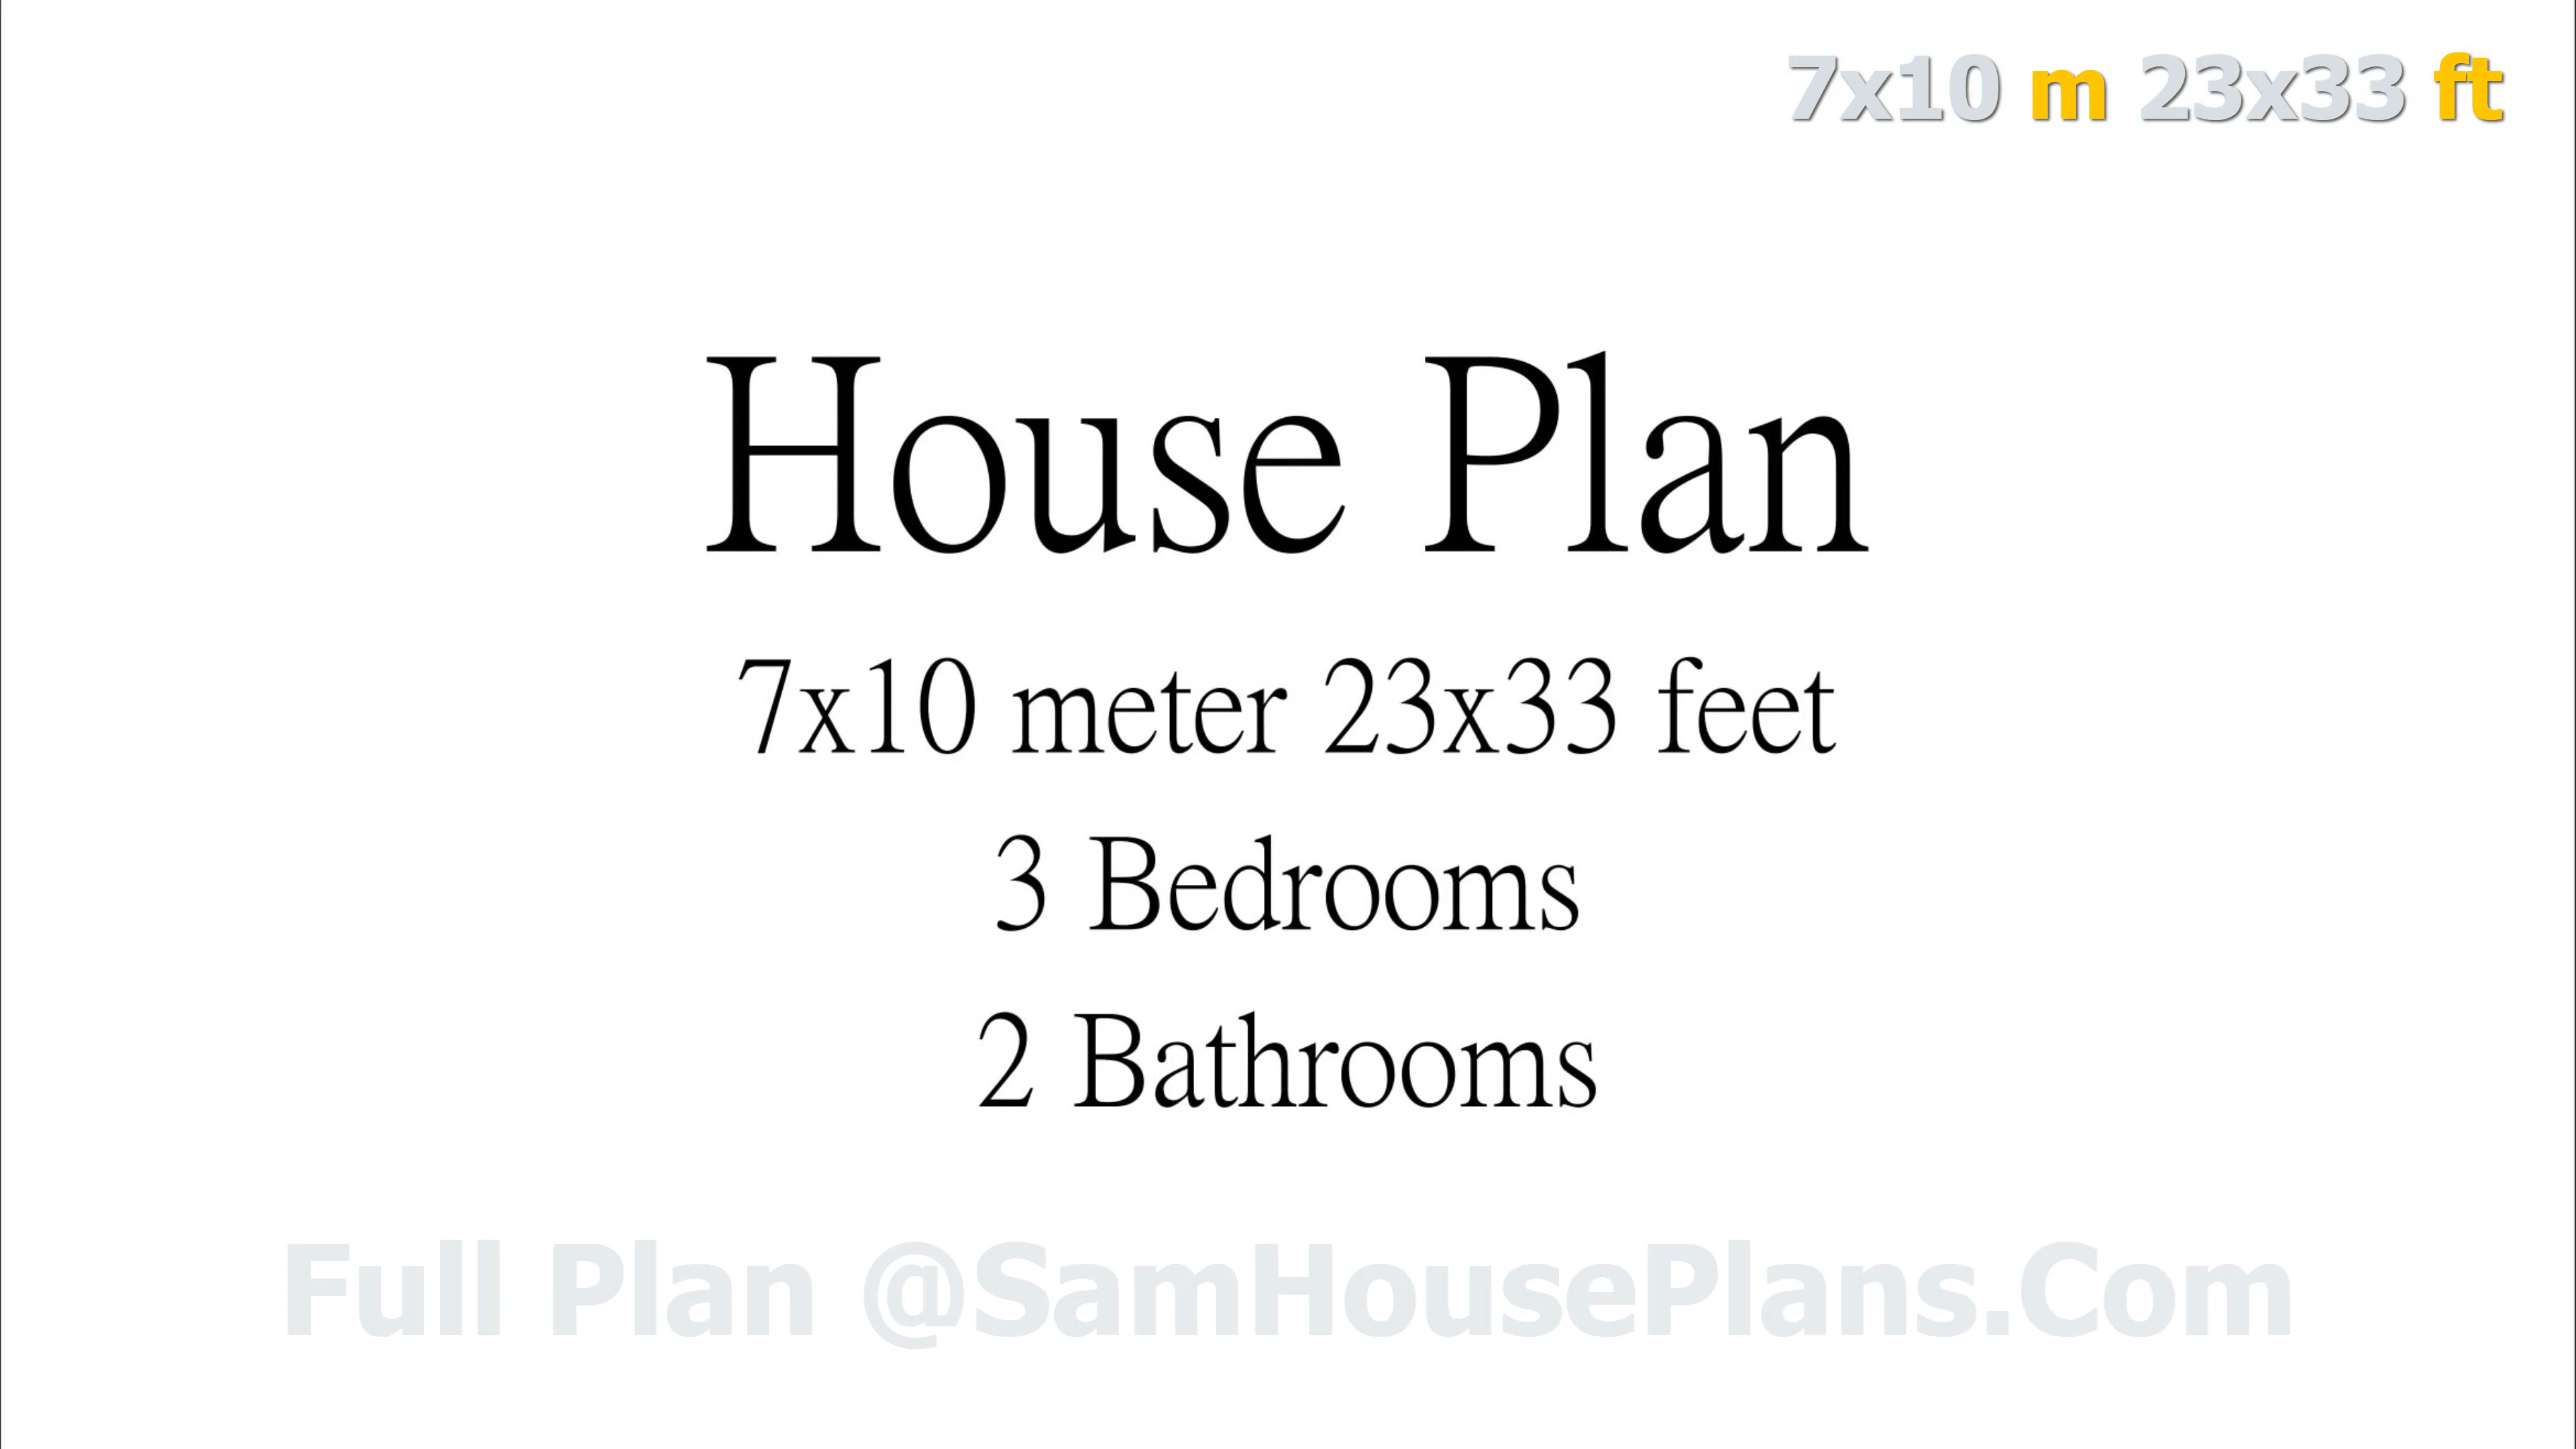 7x10 m 23x33 ft
House Plan
7x10 meter 23x33 feet
3 Bedrooms
2 Bathrooms
Full Plan @SamHousePlans.Com